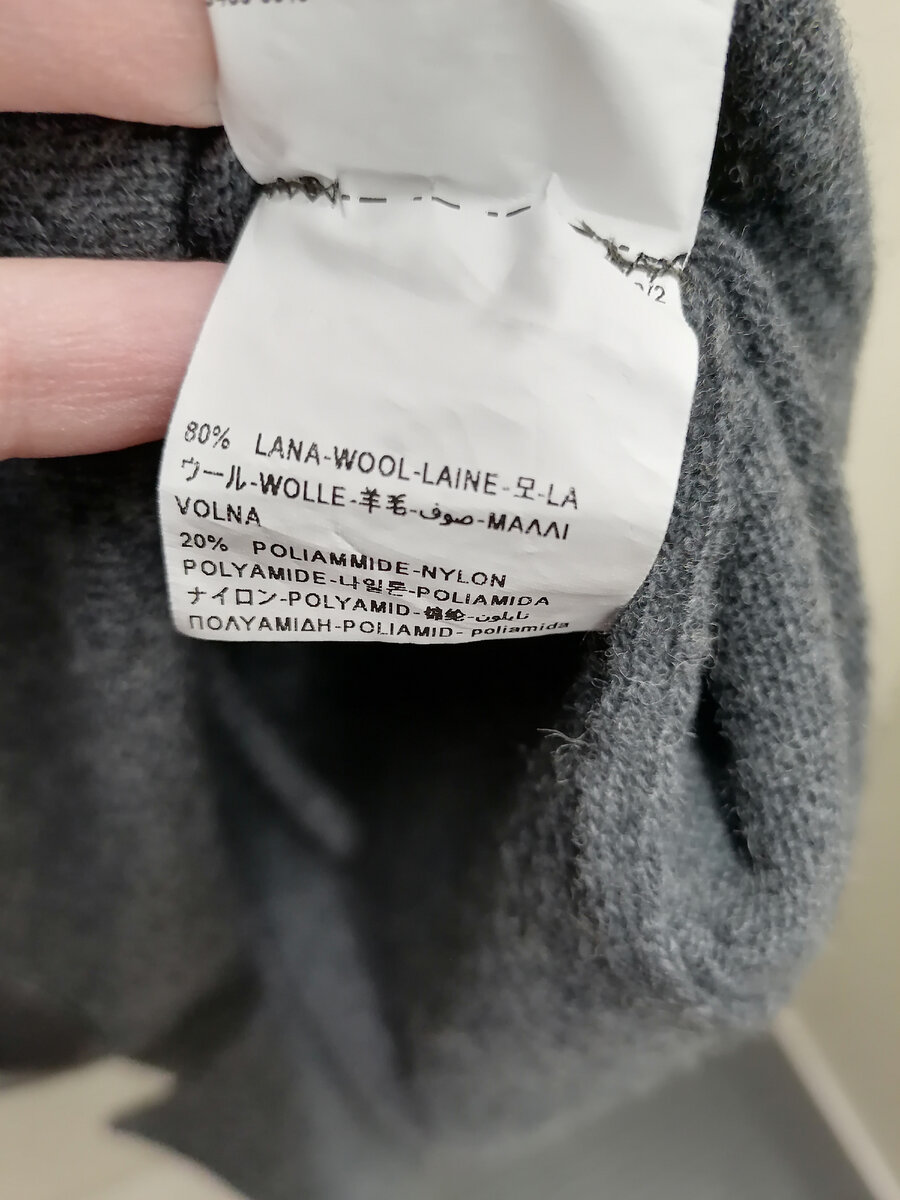 80% LANA-WOOL-LAINE-모-LA
ウール-WOLLE-羊毛-صوف-ΜΑΛΛΙ
VOLNA
20% POLIAMMIDE-NYLON
POLYAMIDE-나일론-POLIAMIDA
ナイロン-POLYAMID-锦纶-نايلون
ΠΟΛΥΑΜΙΔΗ-POLIAMID- poliamida